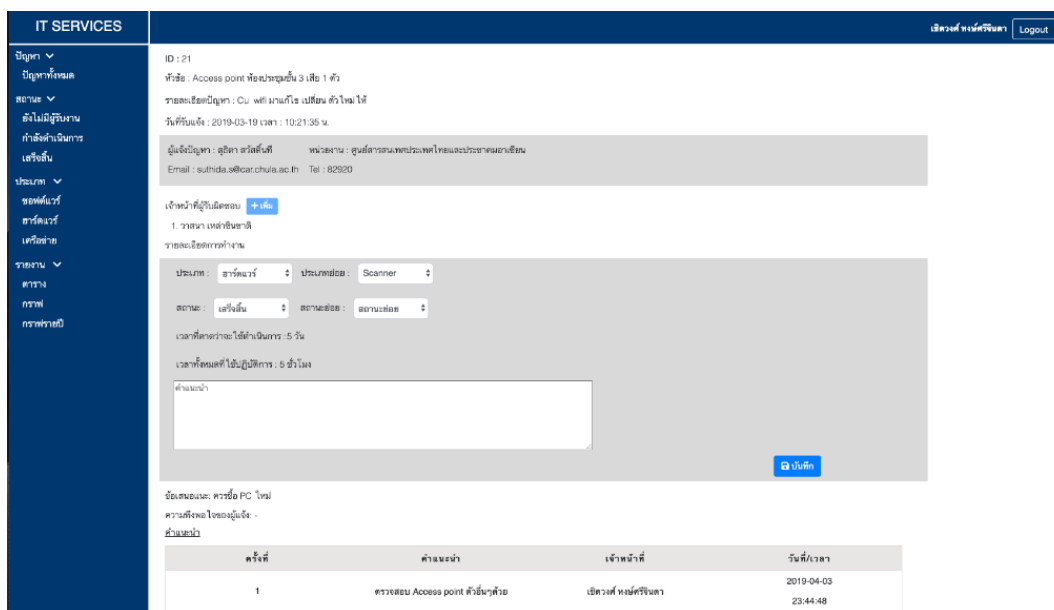 IT SERVICES
เชิดวงศ์ หงษ์ศรีจินดา Logout
ปัญหา
ปัญหาทั้งหมด
สถานะ
ยังไม่มีผู้รับงาน
กำลังดำเนินการ
เสร็จสิ้น
ประเภท
ซอฟต์แวร์
ฮาร์ดแวร์
เครือข่าย
รายงาน
ตาราง
กราฟ
กราฟรายปี
ID : 21
หัวข้อ : Access point ห้องประชุมชั้น 3 เสีย 1 ตัว
รายละเอียดปัญหา : Cu wifi มาแก้ไข เปลี่ยน ตัวใหม่ ให้
วันที่รับแจ้ง : 2019-03-19 เวลา : 10:21:35 น.
ผู้แจ้งปัญหา : สุธิดา สวัสดิ์นที หน่วยงาน : ศูนย์สารสนเทศประเทศไทยและประชาคมอาเซียน
Email : suthida.s@car.chula.ac.th Tel : 82920
เจ้าหน้าที่ผู้รับผิดชอบ +เพิ่ม
1. วาสนา เหล่าชินชาติ
รายละเอียดการทำงาน
ประเภท : ฮาร์ดแวร์ ประเภทย่อย : Scanner
สถานะ : เสร็จสิ้น สถานะย่อย : สถานะย่อย
เวลาที่คาดว่าจะใช้ดำเนินการ :5 วัน
เวลาทั้งหมดที่ใช้ปฏิบัติการ : 5 ชั่วโมง
คำแนะนำ
บันทึก
ข้อเสนอแนะ: ควรซื้อ PC ใหม่
ความพึงพอใจของผู้แจ้ง: -
คำแนะนำ
ครั้งที่ คำแนะนำ เจ้าหน้าที่ วันที่/เวลา
1 ตรวจสอบ Access point ตัวอื่นๆด้วย เชิดวงศ์ หงษ์ศรีจินดา 2019-04-03
23:44:48